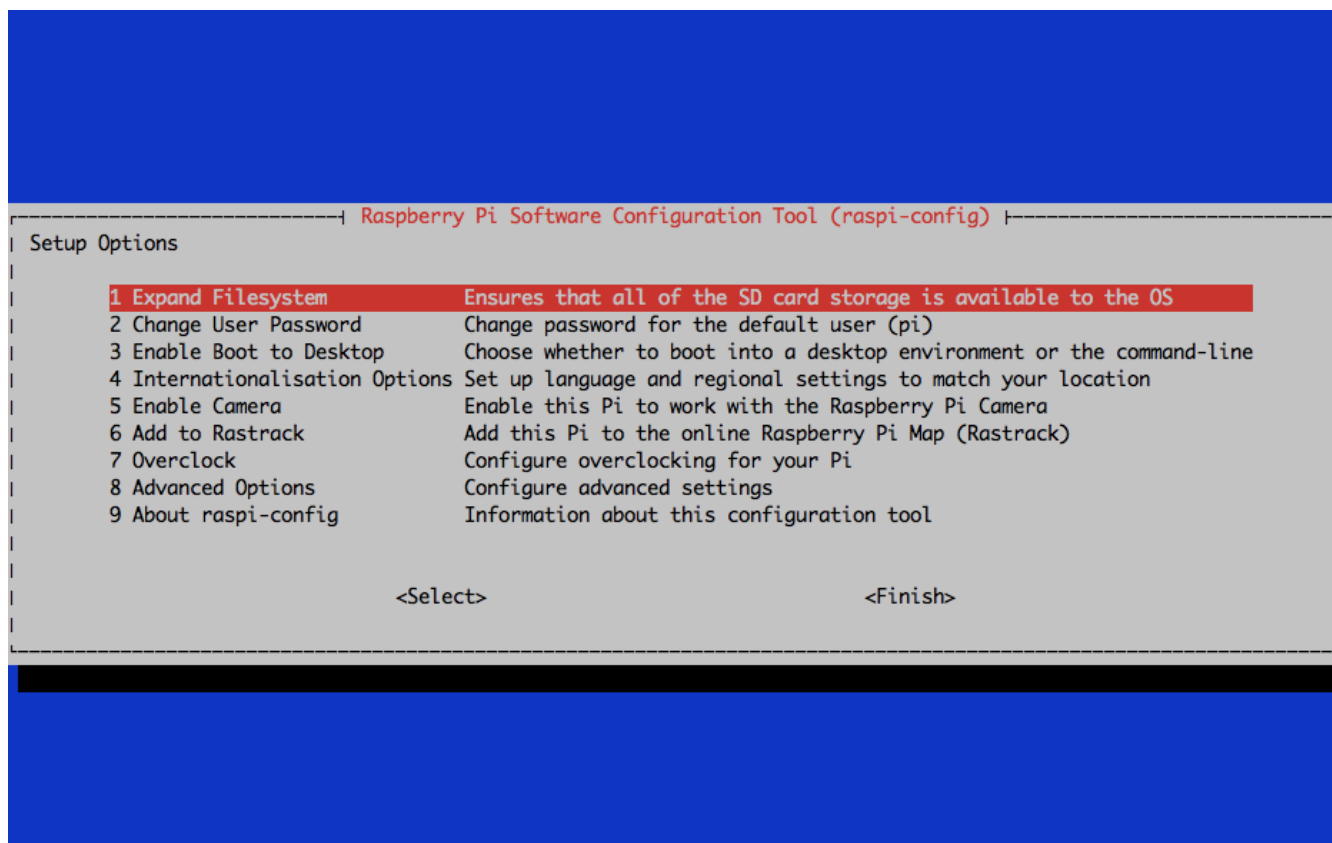 Raspberry Pi Software Configuration Tool (raspi-config)
Setup Options
1 Expand Filesystem Ensures that all of the SD card storage is available to the OS
2 Change User Password Change password for the default user (pi)
3 Enable Boot to Desktop Choose whether to boot into a desktop environment or the command-line
4 Internationalisation Options Set up language and regional settings to match your location
5 Enable Camera Enable this Pi to work with the Raspberry Pi Camera
6 Add to Rastrack Add this Pi to the online Raspberry Pi Map (Rastrack)
7 Overclock Configure overclocking for your Pi
8 Advanced Options Configure advanced settings
9 About raspi-config Information about this configuration tool
<Select> <Finish>